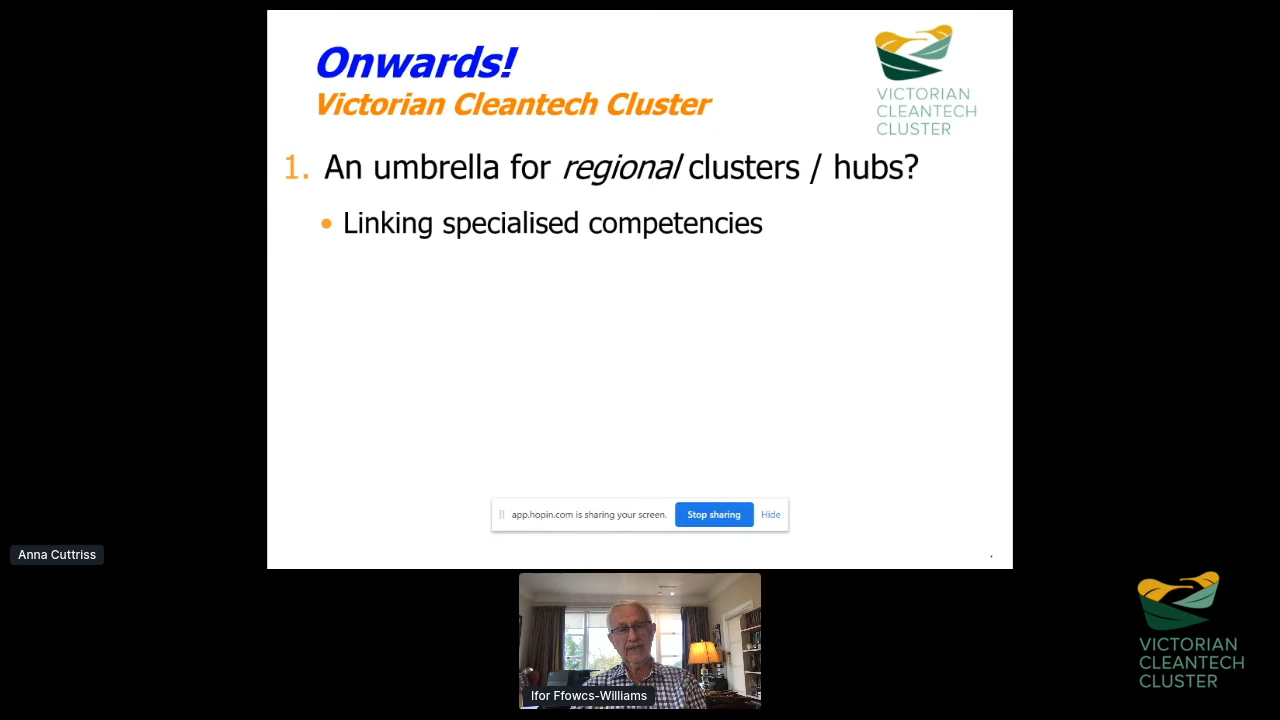 Onwards!
Victorian Cleantech Cluster
VICTORIAN
CLEANTECH
CLUSTER
1. An umbrella for regional clusters / hubs?
• Linking specialised competencies
app.hopin.com is sharing your screen. Stop sharing Hide
Anna Cuttriss
Ifor Ffowcs-Williams
VICTORIAN
CLEANTECH
CLUSTER